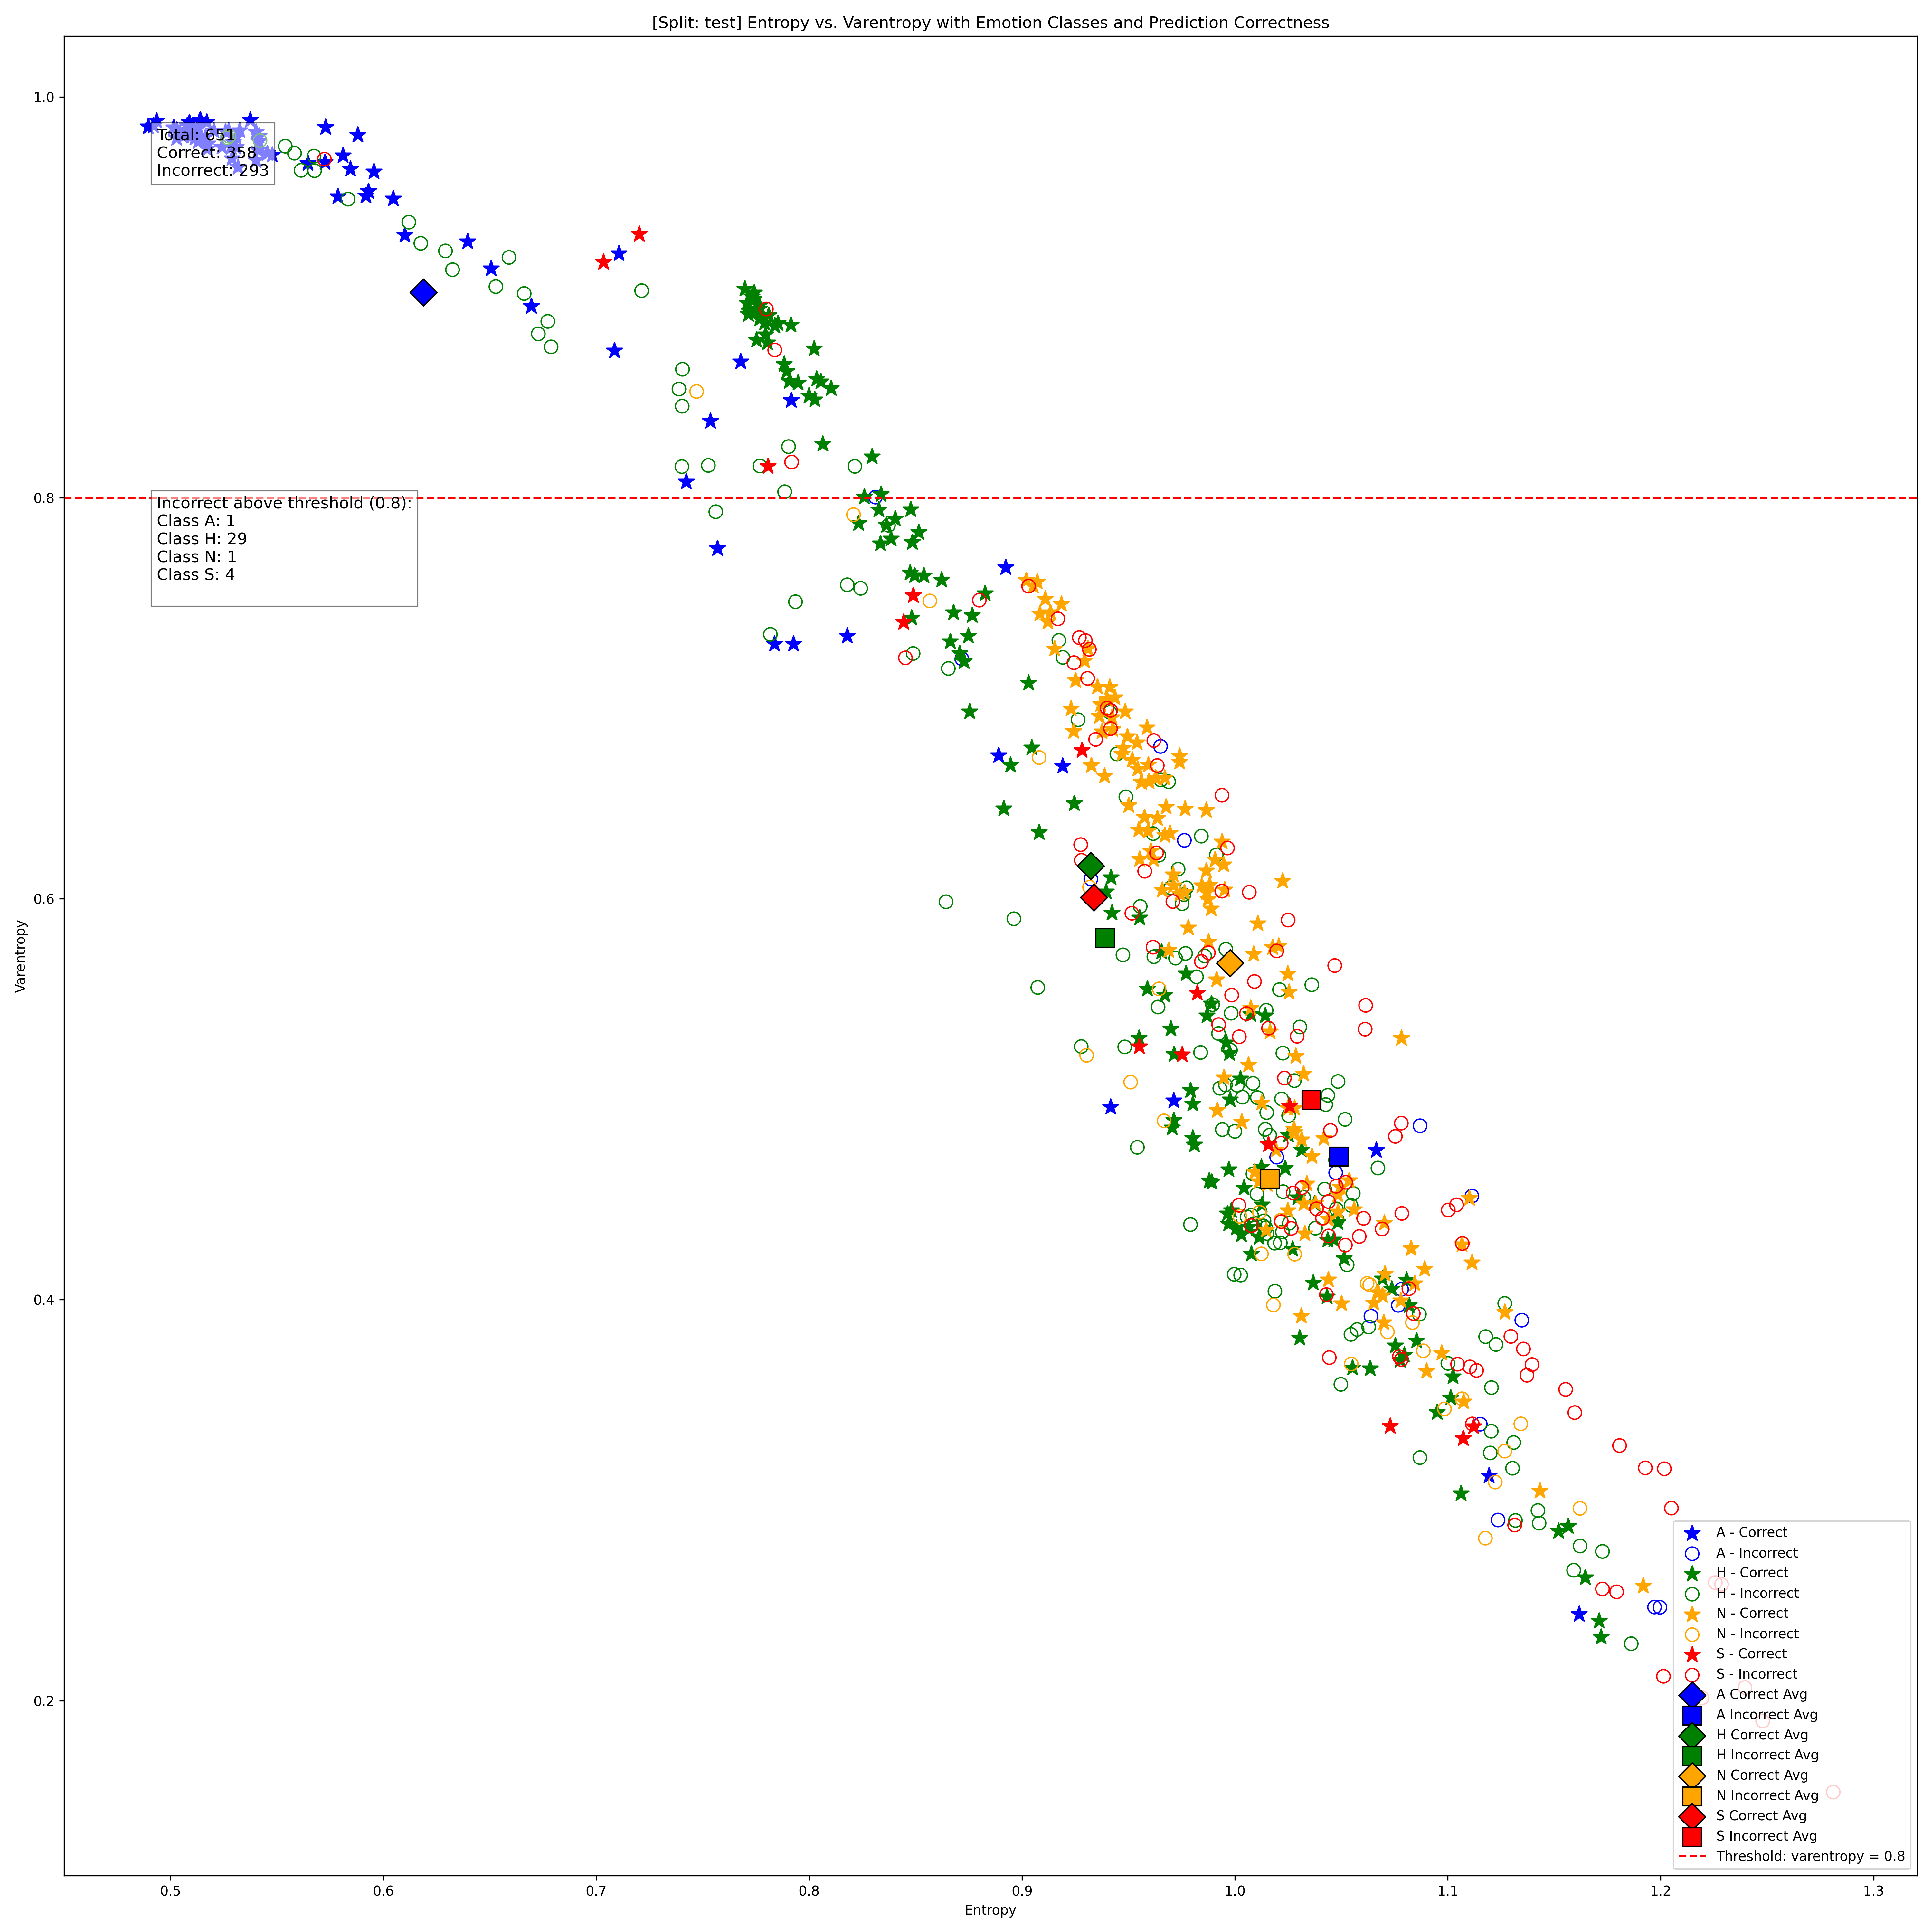 [Split: test] Entropy vs. Varentropy with Emotion Classes and Prediction Correctness
1.0
0.8
0.6
0.4
0.2
Varentropy
Total: 651
Correct: 358
Incorrect: 293
Incorrect above threshold (0.8):
Class A: 1
Class H: 29
Class N: 1
Class S: 4
A - Correct
A - Incorrect
H - Correct
H - Incorrect
N - Correct
N - Incorrect
S - Correct
S - Incorrect
A Correct Avg
A Incorrect Avg
H Correct Avg
H Incorrect Avg
N Correct Avg
N Incorrect Avg
S Correct Avg
S Incorrect Avg
Threshold: varentropy = 0.8
0.5 0.6 0.7 0.8 0.9 1.0 1.1 1.2 1.3
Entropy